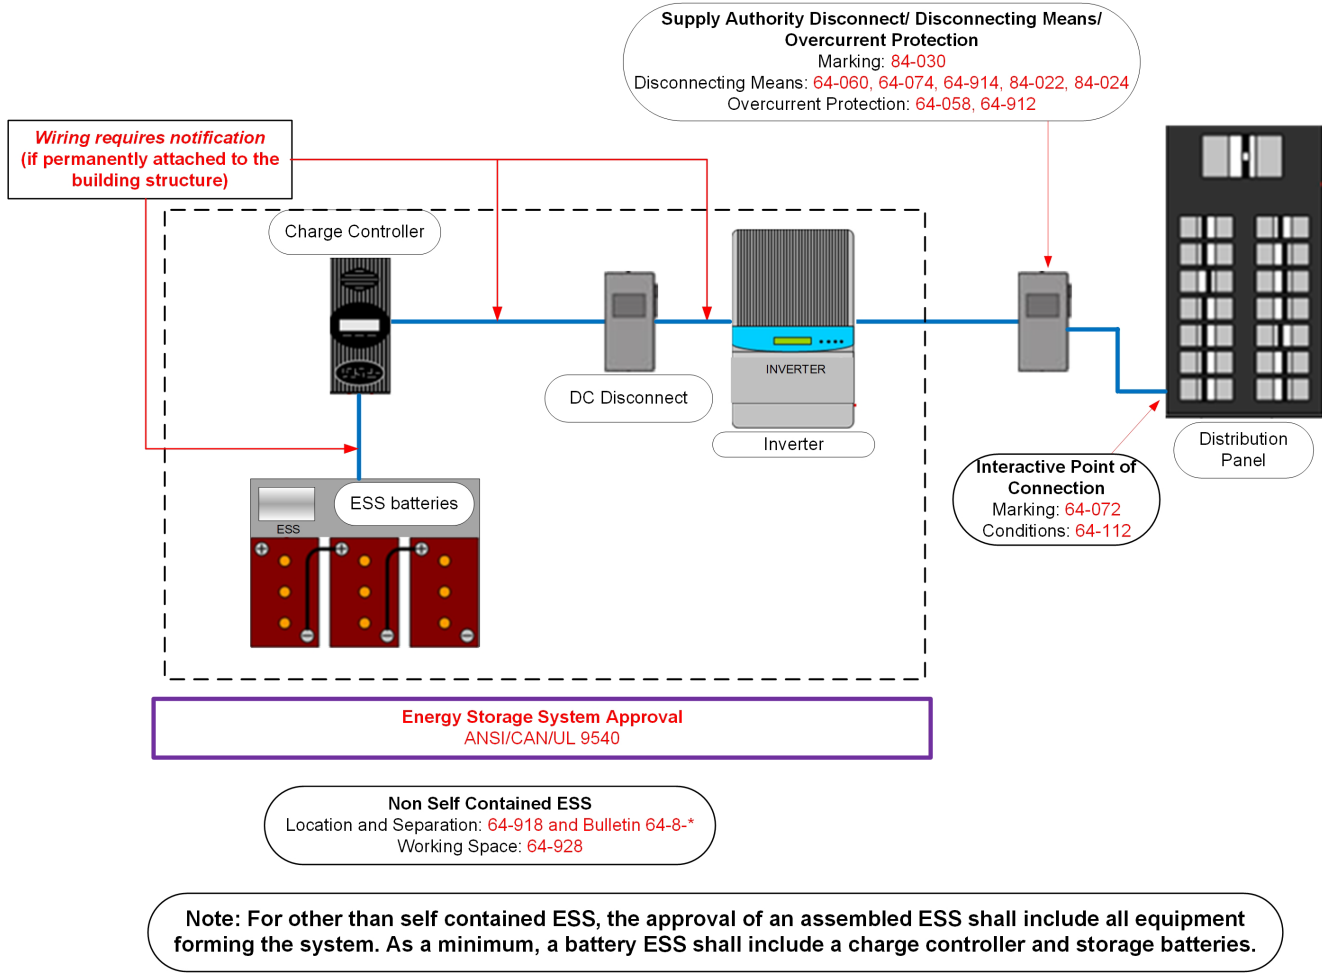 Supply Authority Disconnect/ Disconnecting Means/
Overcurrent Protection
Marking: 84-030
Disconnecting Means: 64-060, 64-074, 64-914, 84-022, 84-024
Overcurrent Protection: 64-058, 64-912
Wiring requires notification
(if permanently attached to the
building structure)
Charge Controller
INVERTER
DC Disconnect
Inverter
Distribution
Panel
Interactive Point of
Connection
Marking: 64-072
Conditions: 64-112
ESS batteries
ESS
Energy Storage System Approval
ANSI/CAN/UL 9540
Non Self Contained ESS
Location and Separation: 64-918 and Bulletin 64-8-*
Working Space: 64-928
Note: For other than self contained ESS, the approval of an assembled ESS shall include all equipment
forming the system. As a minimum, a battery ESS shall include a charge controller and storage batteries.